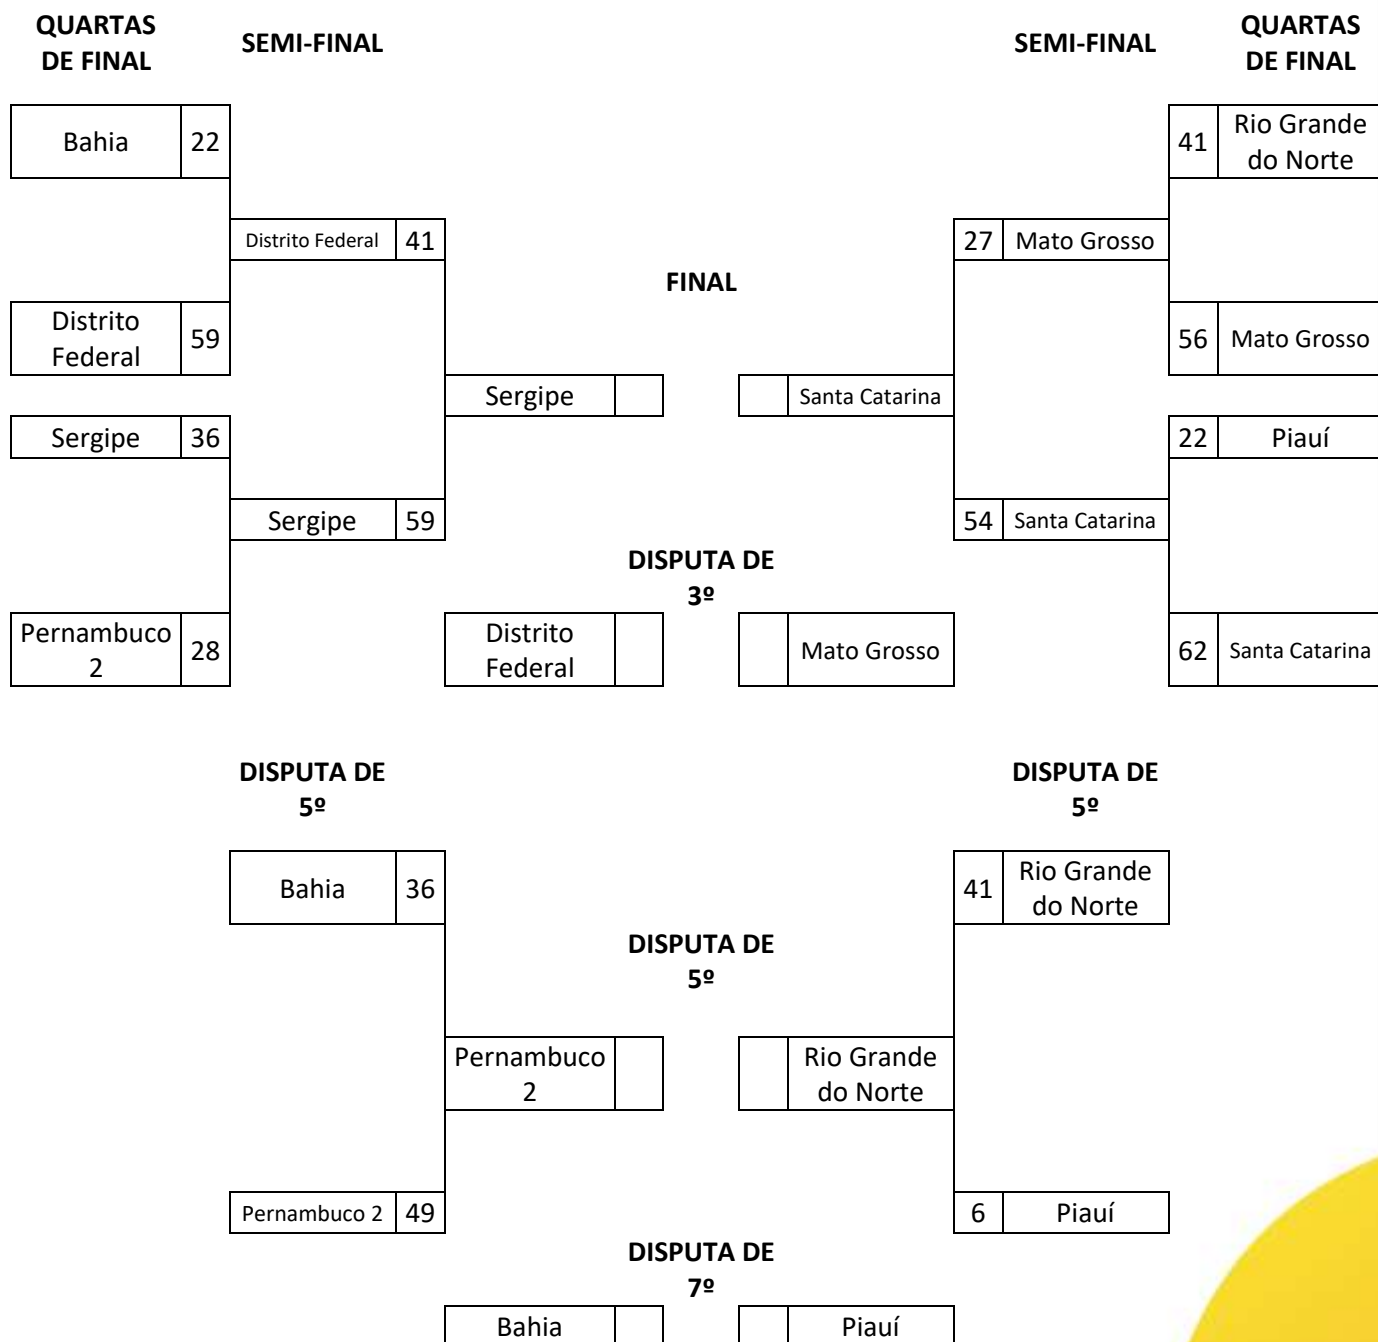 QUARTAS
DE FINAL
SEMI-FINAL
SEMI-FINAL
QUARTAS
DE FINAL
Bahia 22
41 Rio Grande
do Norte
Distrito Federal 41
27 Mato Grosso
FINAL
Distrito
Federal 59
56 Mato Grosso
Sergipe
Santa Catarina
Sergipe 36
22 Piauí
Sergipe 59
54 Santa Catarina
DISPUTA DE
3º
Pernambuco
2 28
Distrito
Federal
Mato Grosso
62 Santa Catarina
DISPUTA DE
5º
DISPUTA DE
5º
Bahia 36
41 Rio Grande
do Norte
DISPUTA DE
5º
Pernambuco
2
Rio Grande
do Norte
Pernambuco 2 49
6 Piauí
DISPUTA DE
7º
Bahia
Piauí